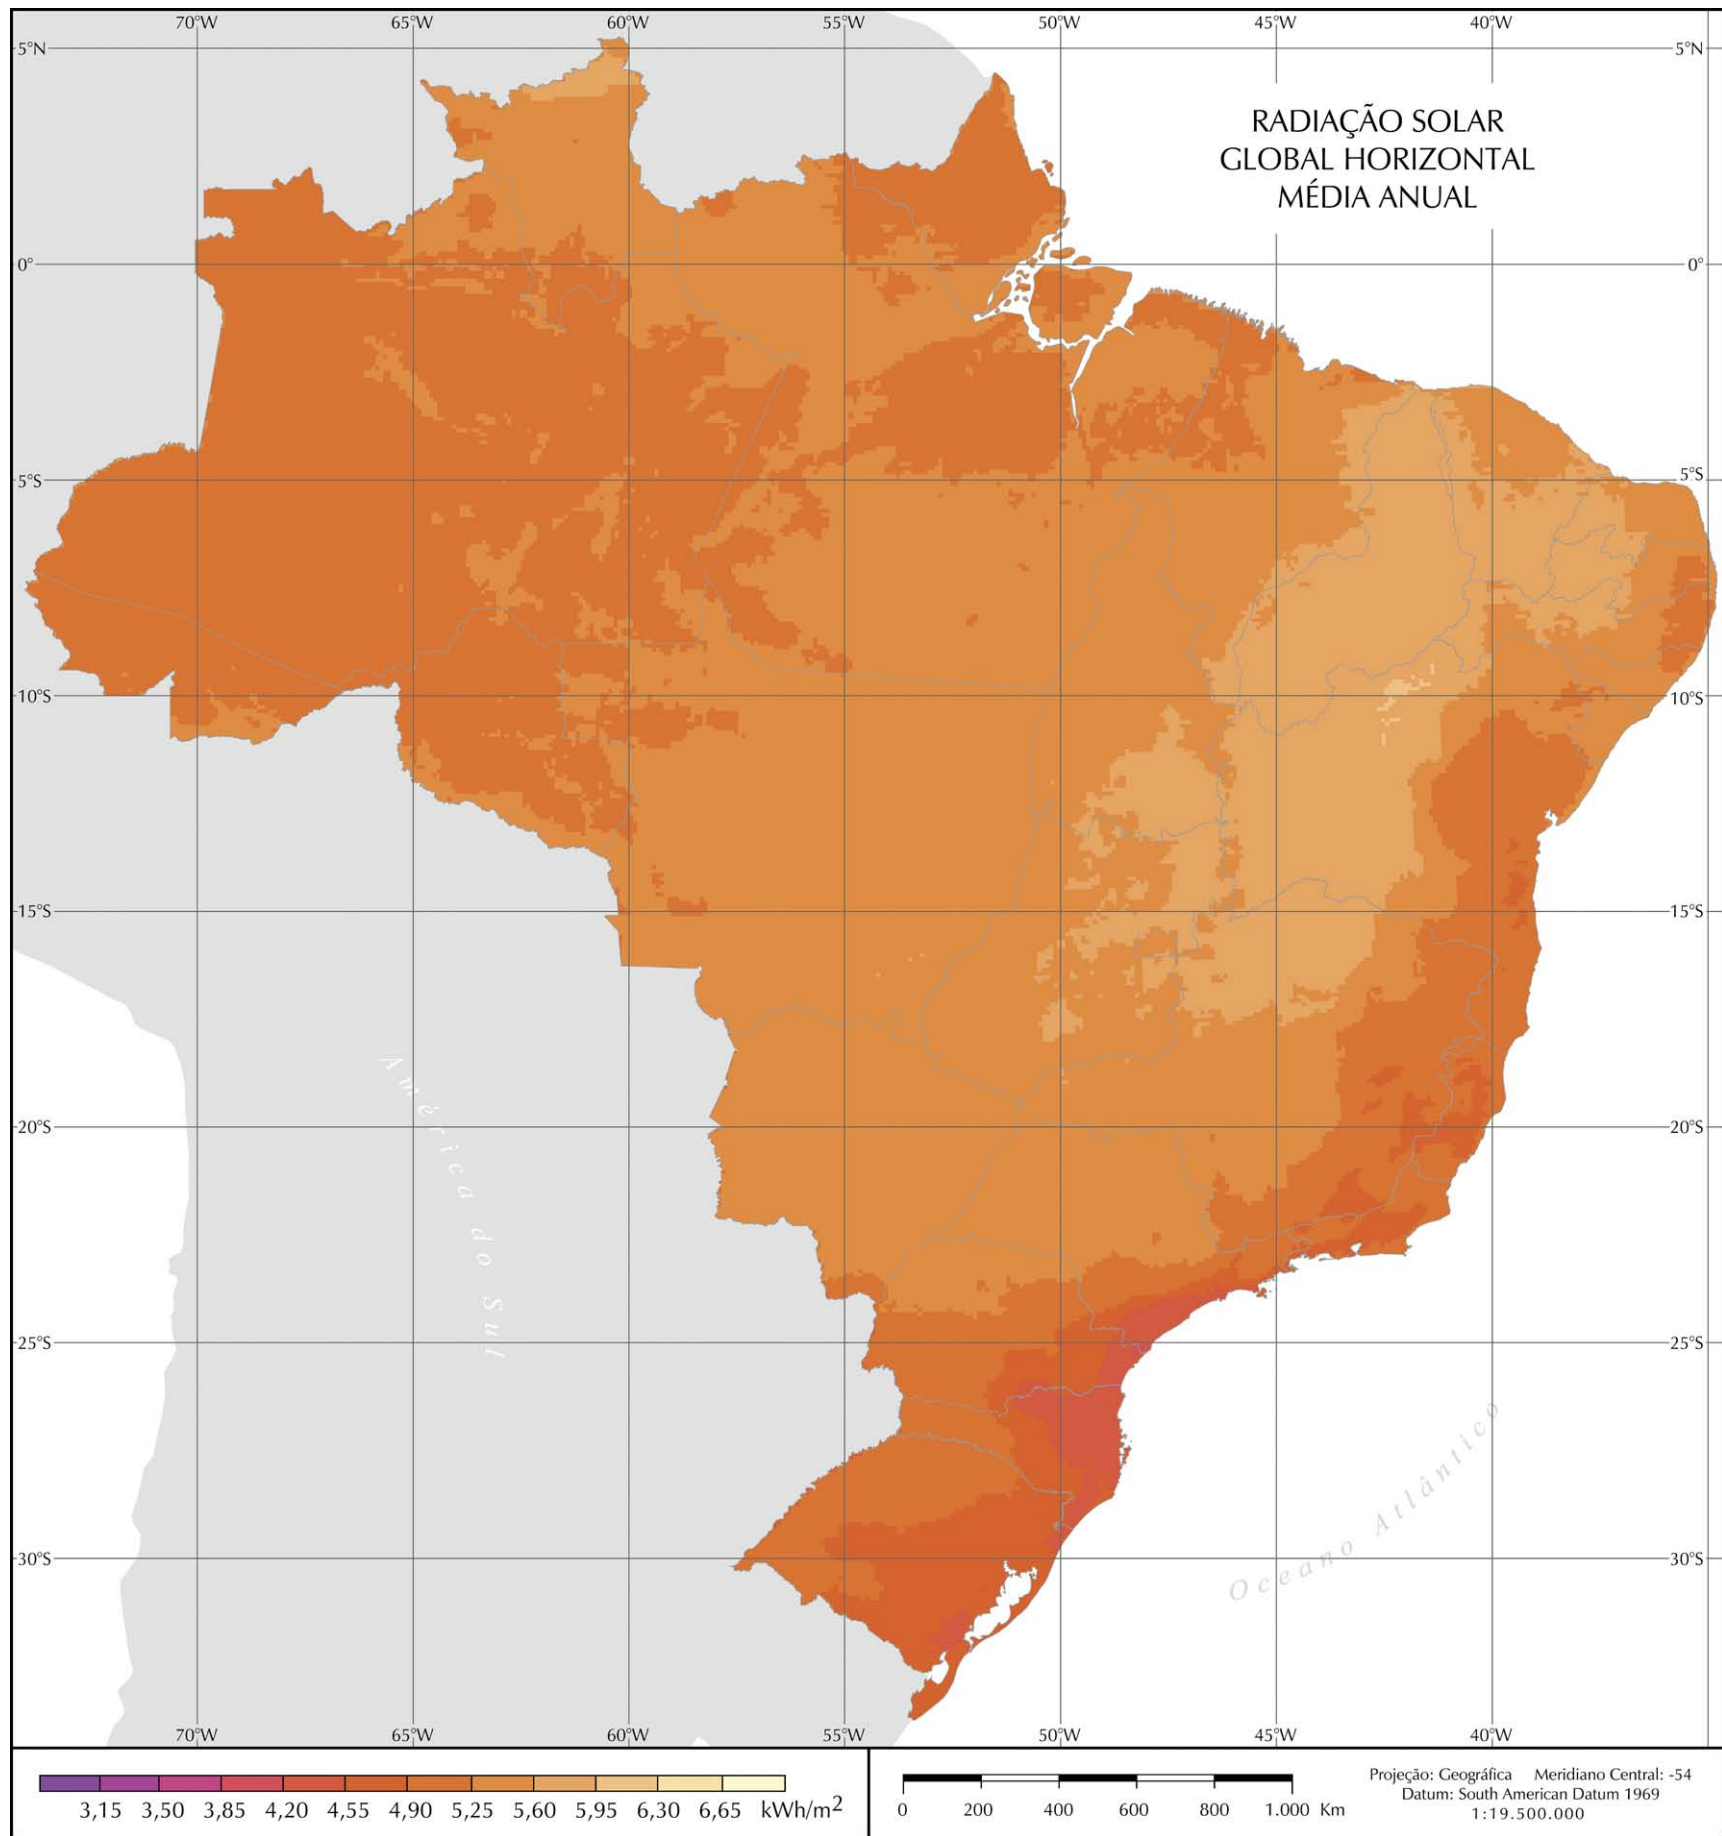 70°W 65°W 60°W 55°W 50°W 45°W 40°W
5°N 5°N
RADIAÇÃO SOLAR
GLOBAL HORIZONTAL
MÉDIA ANUAL
0° 0°
5°S 5°S
10°S 10°S
15°S 15°S
América do Sul
20°S 20°S
25°S 25°S
Oceano Atlântico
30°S 30°S
70°W 65°W 60°W 55°W 50°W 45°W 40°W
3,15 3,50 3,85 4,20 4,55 4,90 5,25 5,60 5,95 6,30 6,65 kWh/m²
0 200 400 600 800 1.000 Km
Projeção: Geográfica Meridiano Central: -54
Datum: South American Datum 1969
1:19.500.000